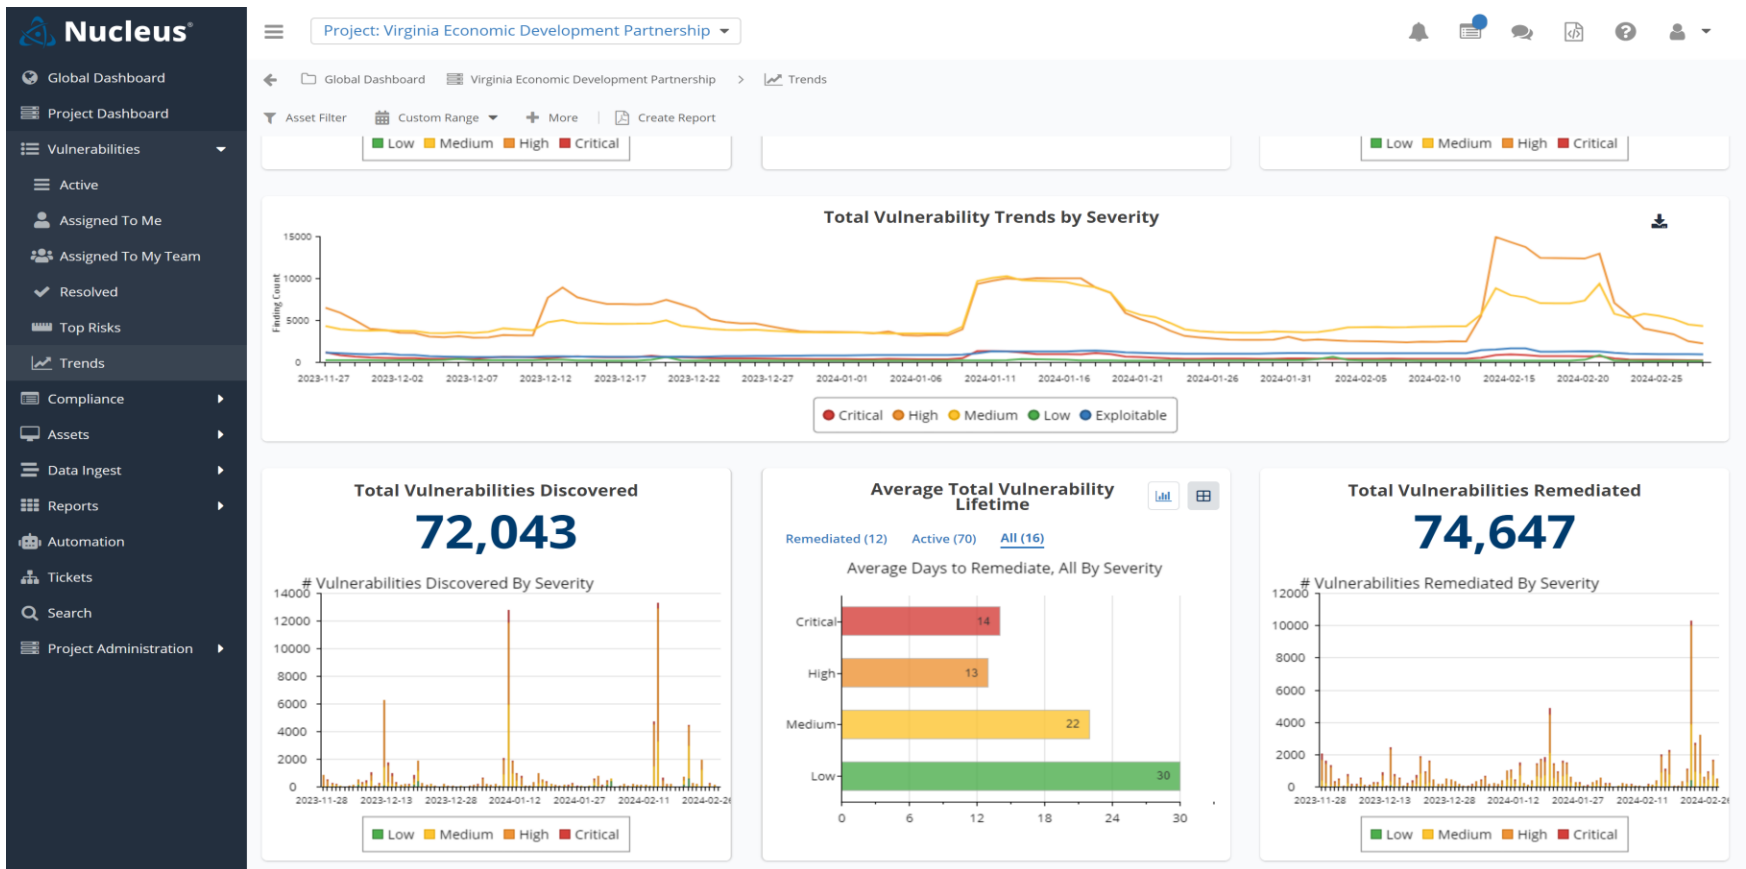 Nucleus
Project: Virginia Economic Development Partnership
Global Dashboard
Project Dashboard
Vulnerabilities
Active
Assigned To Me
Assigned To My Team
Resolved
Top Risks
Trends
Compliance
Assets
Data Ingest
Reports
Automation
Tickets
Search
Project Administration
Global Dashboard Virginia Economic Development Partnership > Trends
Asset Filter Custom Range + More | Create Report
Low Medium High Critical
Low Medium High Critical
Total Vulnerability Trends by Severity
Finding Count
15000
10000
5000
0
2023-11-27 2023-12-02 2023-12-07 2023-12-12 2023-12-17 2023-12-22 2023-12-27 2024-01-01 2024-01-06 2024-01-11 2024-01-16 2024-01-21 2024-01-26 2024-01-31 2024-02-05 2024-02-10 2024-02-15 2024-02-20 2024-02-25
Critical High Medium Low Exploitable
Total Vulnerabilities Discovered
72,043
# Vulnerabilities Discovered By Severity
14000
12000
10000
8000
6000
4000
2000
0
2023-11-28 2023-12-13 2023-12-28 2024-01-12 2024-01-27 2024-02-11 2024-02-26
Low Medium High Critical
Average Total Vulnerability
Lifetime
Remediated (12) Active (70) All (16)
Average Days to Remediate, All By Severity
Critical 14
High 13
Medium 22
Low 30
0 6 12 18 24 30
Total Vulnerabilities Remediated
74,647
# Vulnerabilities Remediated By Severity
12000
10000
8000
6000
4000
2000
0
2023-11-28 2023-12-13 2023-12-28 2024-01-12 2024-01-27 2024-02-11 2024-02-26
Low Medium High Critical